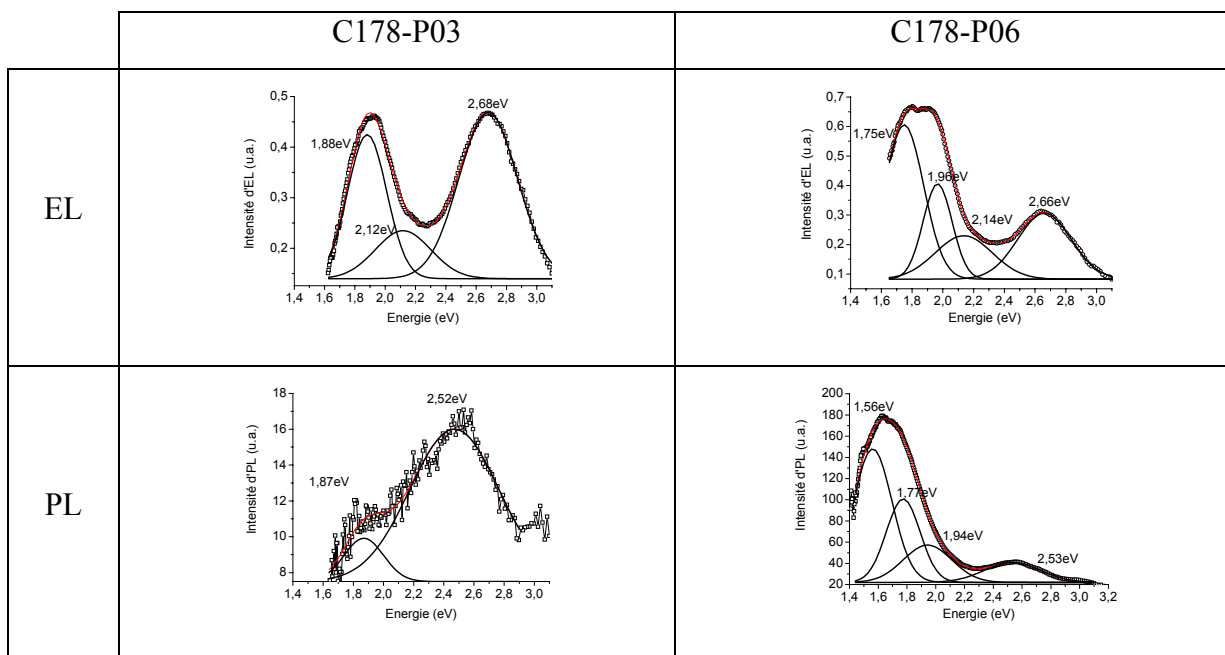 C178-P03
C178-P06
EL
0,5
0,4
0,3
0,2
1,4 1,6 1,8 2,0 2,2 2,4 2,6 2,8 3,0
Intensité d'EL (u.a.)
Energie (eV)
1,88eV
2,12eV
2,68eV
0,7
0,6
0,5
0,4
0,3
0,2
0,1
1,4 1,6 1,8 2,0 2,2 2,4 2,6 2,8 3,0
Intensité d'EL (u.a.)
Energie (eV)
1,75eV
1,96eV
2,14eV
2,66eV
PL
18
16
14
12
10
8
1,4 1,6 1,8 2,0 2,2 2,4 2,6 2,8 3,0
Intensité d'PL (u.a.)
Energie (eV)
1,87eV
2,52eV
200
180
160
140
120
100
80
60
40
20
1,4 1,6 1,8 2,0 2,2 2,4 2,6 2,8 3,0 3,2
Intensité d'PL (u.a.)
Energie (eV)
1,56eV
1,77eV
1,94eV
2,53eV